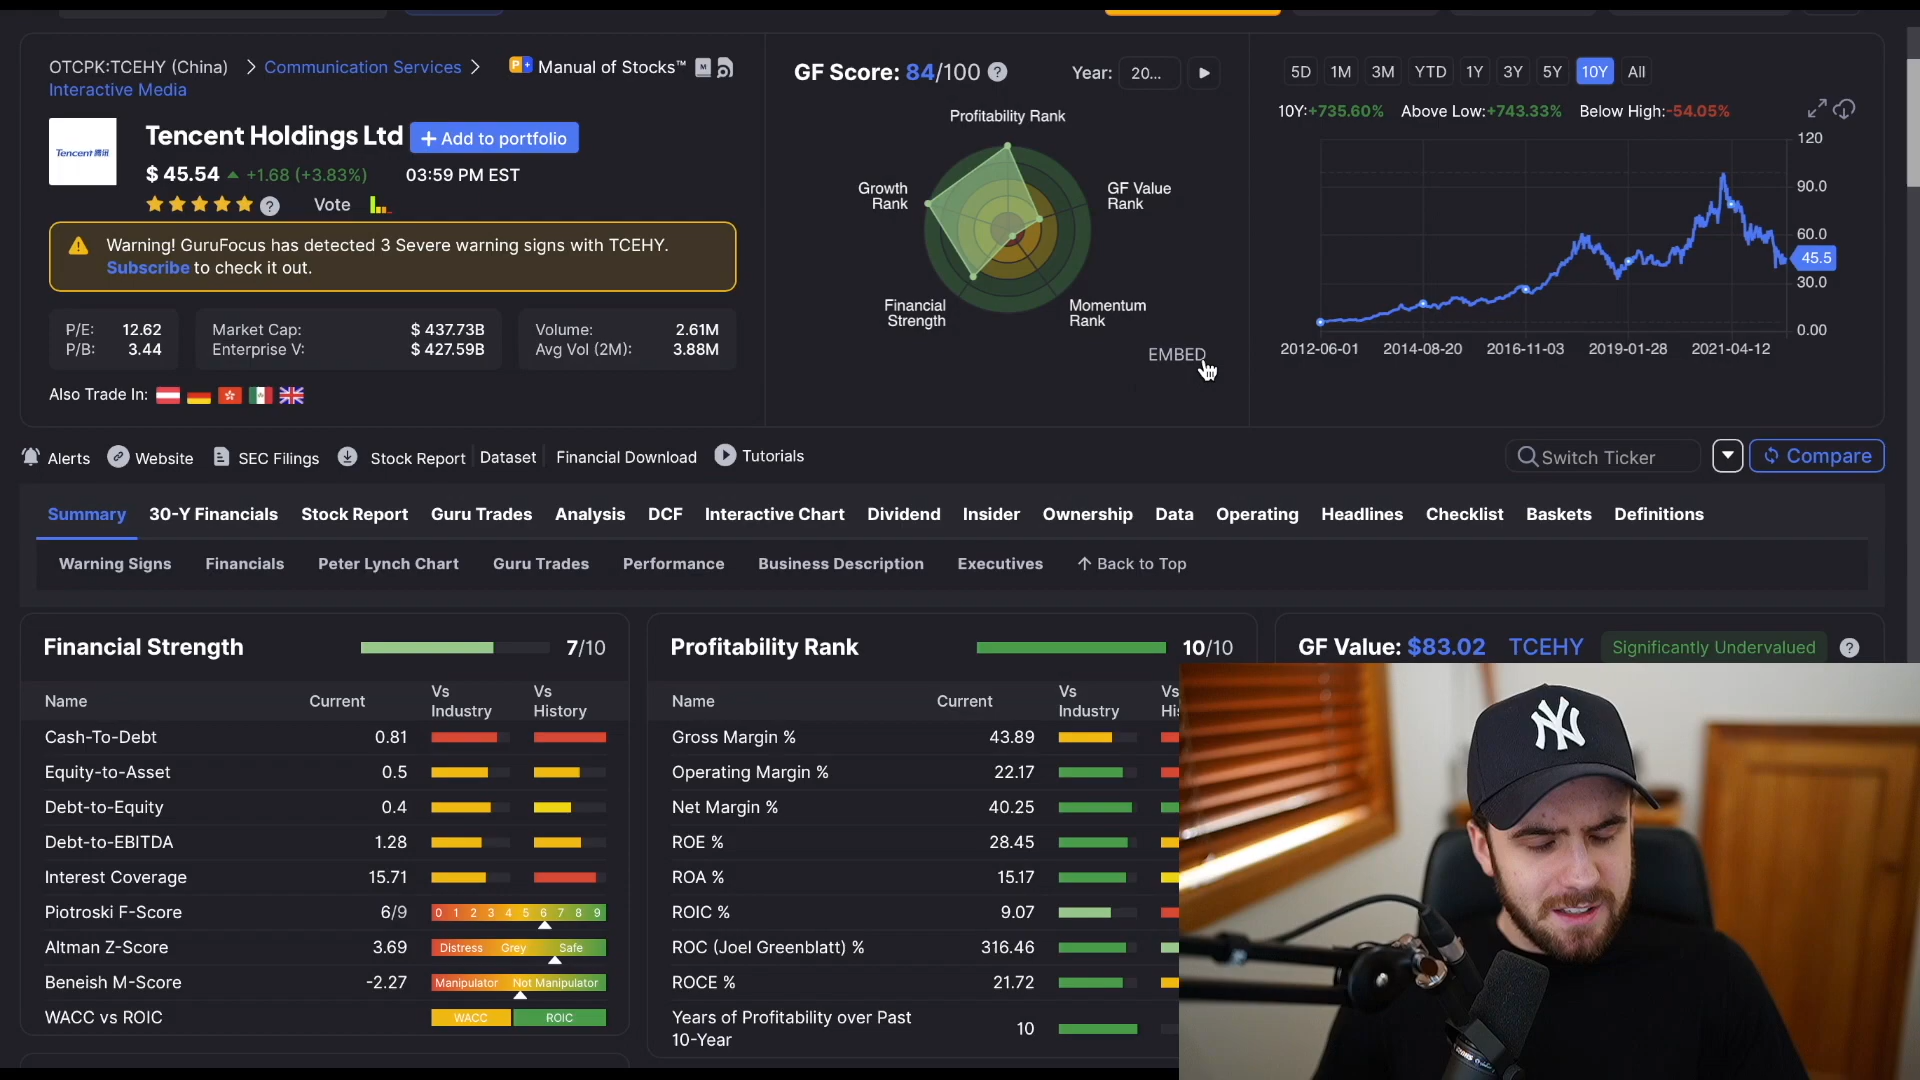 OTCPK:TCEHY (China) > Communication Services >
Interactive Media
P+ Manual of Stocks™ M
Tencent 腾讯
Tencent Holdings Ltd + Add to portfolio
$ 45.54 +1.68 (+3.83%) 03:59 PM EST
? Vote
Warning! GuruFocus has detected 3 Severe warning signs with TCEHY.
Subscribe to check it out.
P/E: 12.62
P/B: 3.44
Market Cap: $ 437.73B
Enterprise V: $ 427.59B
Volume: 2.61M
Avg Vol (2M): 3.88M
Also Trade In:
GF Score: 84/100 ? Year: 20...
Profitability Rank
Growth
Rank
GF Value
Rank
Financial
Strength
Momentum
Rank
EMBED
5D 1M 3M YTD 1Y 3Y 5Y 10Y All
10Y:+735.60% Above Low:+743.33% Below High:-54.05%
120
90.0
60.0
45.5
30.0
0.00
2012-06-01 2014-08-20 2016-11-03 2019-01-28 2021-04-12
Alerts Website SEC Filings Stock Report Dataset Financial Download Tutorials
Switch Ticker Compare
Summary 30-Y Financials Stock Report Guru Trades Analysis DCF Interactive Chart Dividend Insider Ownership Data Operating Headlines Checklist Baskets Definitions
Warning Signs Financials Peter Lynch Chart Guru Trades Performance Business Description Executives ↑ Back to Top
Financial Strength 7/10
Name Current Vs Industry Vs History
Cash-To-Debt 0.81
Equity-to-Asset 0.5
Debt-to-Equity 0.4
Debt-to-EBITDA 1.28
Interest Coverage 15.71
Piotroski F-Score 6/9 0 1 2 3 4 5 6 7 8 9
Altman Z-Score 3.69 Distress Grey Safe
Beneish M-Score -2.27 Manipulator Not Manipulator
WACC vs ROIC WACC ROIC
Profitability Rank 10/10
Name Current Vs Industry Vs Hi
Gross Margin % 43.89
Operating Margin % 22.17
Net Margin % 40.25
ROE % 28.45
ROA % 15.17
ROIC % 9.07
ROC (Joel Greenblatt) % 316.46
ROCE % 21.72
Years of Profitability over Past
10-Year 10
GF Value: $83.02 TCEHY Significantly Undervalued ?
NY